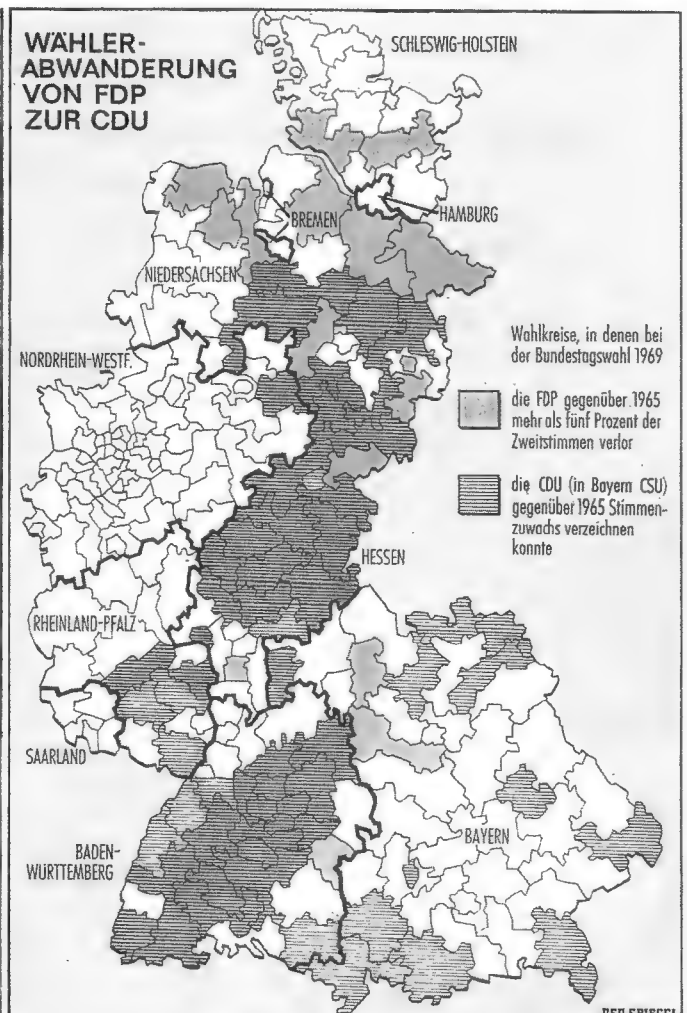 WÄHLER-
ABWANDERUNG
VON FDP
ZUR CDU
SCHLESWIG-HOLSTEIN
HAMBURG
BREMEN
NIEDERSACHSEN
Wahlkreise, in denen bei
der Bundestagswahl 1969
die FDP gegenüber 1965
mehr als fünf Prozent der
Zweitstimmen verlor
die CDU (in Bayern CSU)
gegenüber 1965 Stimmen-
zuwachs verzeichnen
konnte
NORDRHEIN-WESTF.
HESSEN
RHEINLAND-PFALZ
SAARLAND
BADEN-
WÜRTTEMBERG
BAYERN
DER SPIEGEL